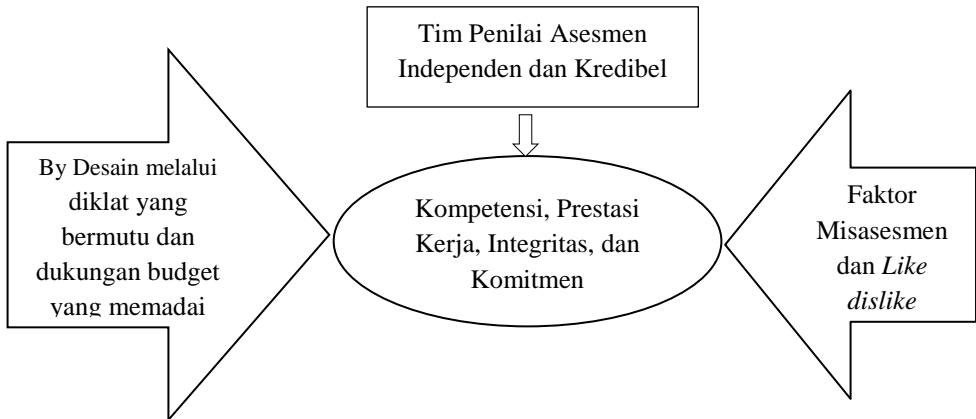 Tim Penilai Asesmen
Independen dan Kredibel
By Desain melalui
diklat yang
bermutu dan
dukungan budget
yang memadai
Kompetensi, Prestasi
Kerja, Integritas, dan
Komitmen
Faktor
Misasesmen
dan Like
dislike